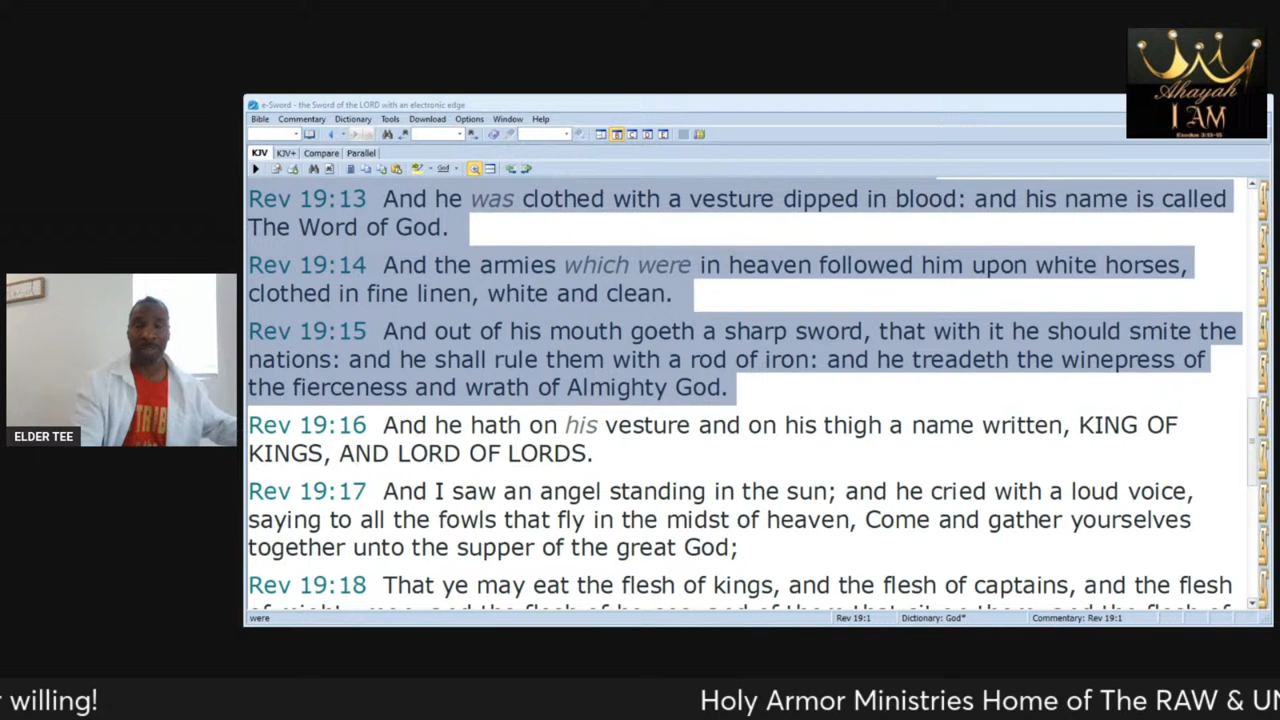 Ahayah
I AM
Exodus 3:13-15
e-Sword - the Sword of the LORD with an electronic edge
Bible Commentary Dictionary Tools Download Options Window Help
KJV KJV+ Compare Parallel
God
Rev 19:13 And he was clothed with a vesture dipped in blood: and his name is called
The Word of God.
Rev 19:14 And the armies which were in heaven followed him upon white horses,
clothed in fine linen, white and clean.
Rev 19:15 And out of his mouth goeth a sharp sword, that with it he should smite the
nations: and he shall rule them with a rod of iron: and he treadeth the winepress of
the fierceness and wrath of Almighty God.
Rev 19:16 And he hath on his vesture and on his thigh a name written, KING OF
KINGS, AND LORD OF LORDS.
Rev 19:17 And I saw an angel standing in the sun; and he cried with a loud voice,
saying to all the fowls that fly in the midst of heaven, Come and gather yourselves
together unto the supper of the great God;
Rev 19:18 That ye may eat the flesh of kings, and the flesh of captains, and the flesh
were Rev 19:1 Dictionary: God* Commentary: Rev 19:1
ELDER TEE
willing! Holy Armor Ministries Home of The RAW &